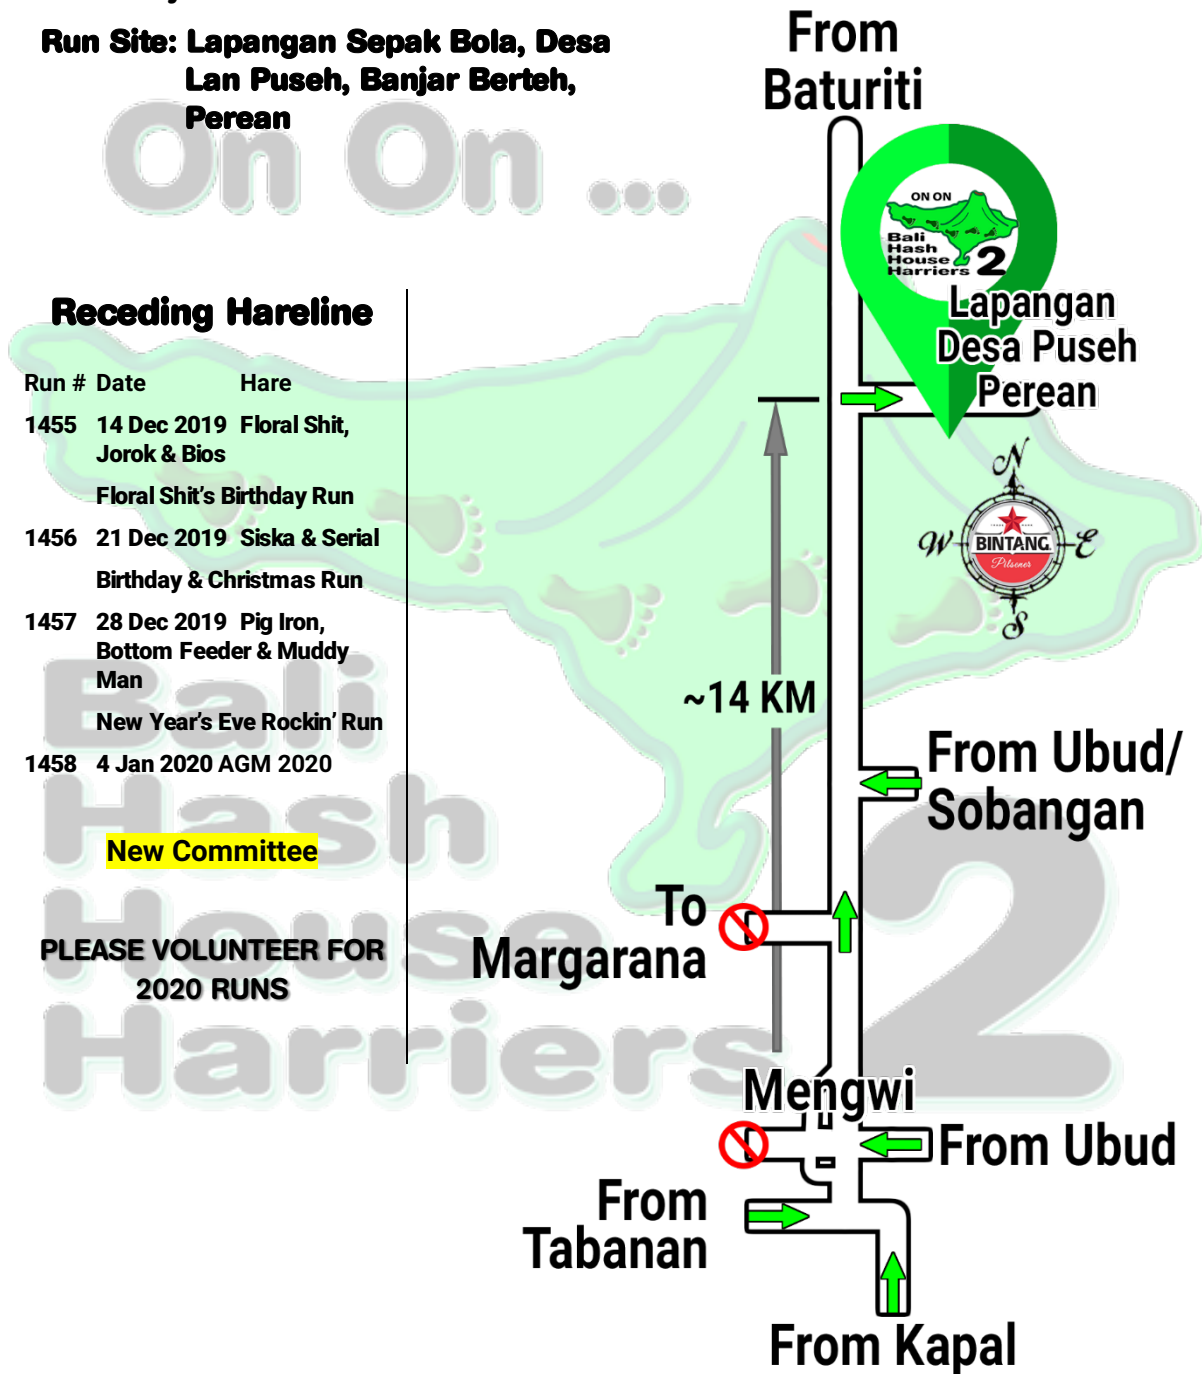 Run Site: Lapangan Sepak Bola, Desa
Lan Puseh, Banjar Berteh,
Perean
On On ...
Receding Hareline
Run # Date Hare
1455 14 Dec 2019 Floral Shit,
Jorok & Bios
Floral Shit's Birthday Run
1456 21 Dec 2019 Siska & Serial
Birthday & Christmas Run
1457 28 Dec 2019 Pig Iron,
Bottom Feeder & Muddy
Man
New Year's Eve Rockin' Run
1458 4 Jan 2020 AGM 2020
New Committee
PLEASE VOLUNTEER FOR
2020 RUNS
Bali
Hash
House
Harriers 2
From
Baturiti
ON ON
Bali
Hash
House
Harriers 2
Lapangan
Desa Puseh
Perean
N
W
E
S
BINTANG
Pilsener
~14 KM
From Ubud/
Sobangan
To
Margarana
Mengwi
From Ubud
From
Tabanan
From Kapal